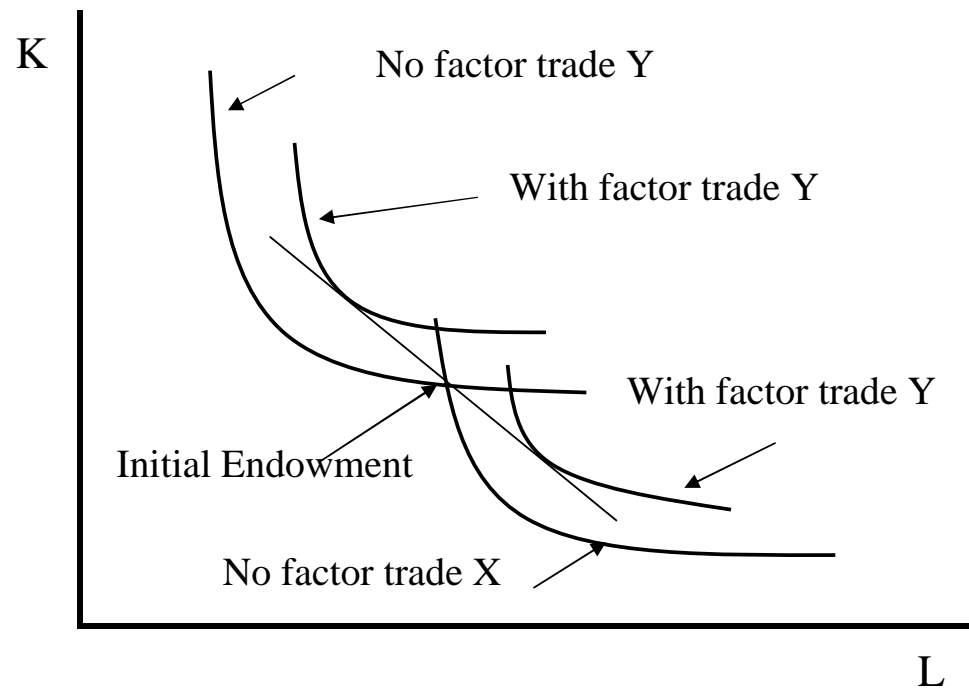 K
No factor trade Y
With factor trade Y
With factor trade Y
Initial Endowment
No factor trade X
L